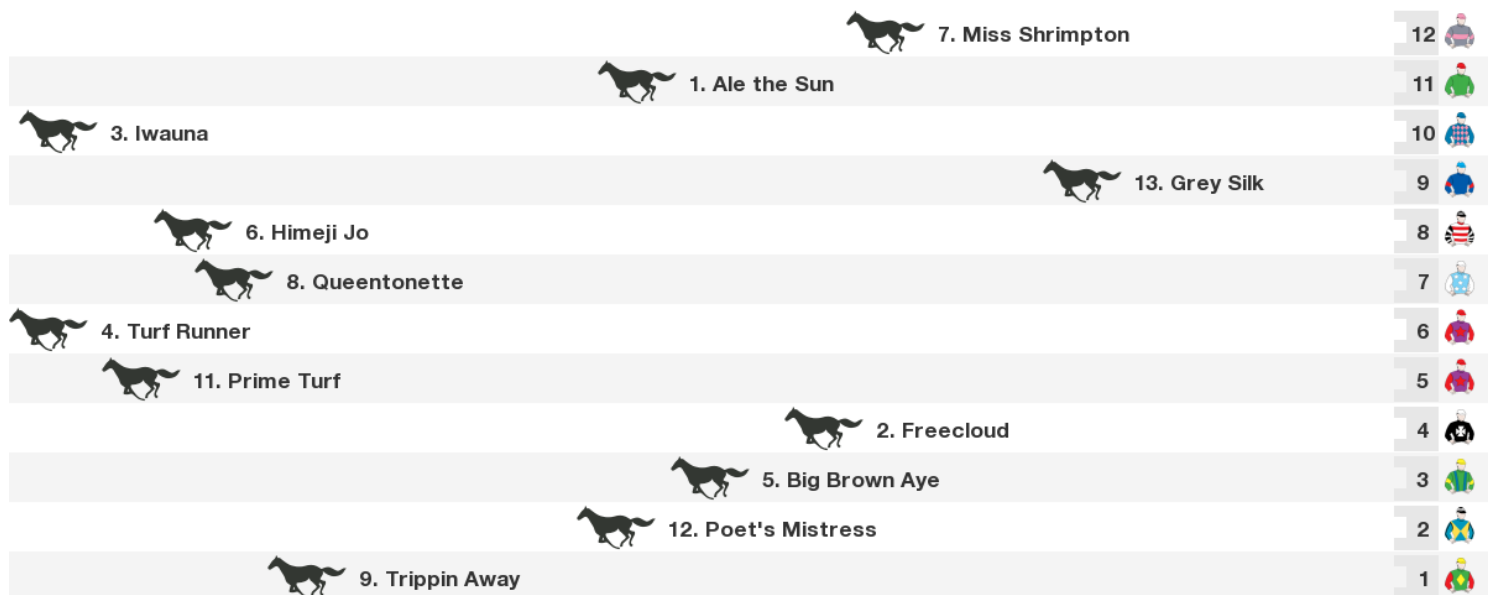 7. Miss Shrimpton 12
1. Ale the Sun 11
3. Iwauna 10
13. Grey Silk 9
6. Himeji Jo 8
8. Queentonette 7
4. Turf Runner 6
11. Prime Turf 5
2. Freecloud 4
5. Big Brown Aye 3
12. Poet's Mistress 2
9. Trippin Away 1